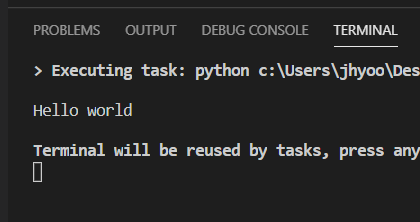 PROBLEMS OUTPUT DEBUG CONSOLE TERMINAL
> Executing task: python c:\Users\jhyoo\Des
Hello world
Terminal will be reused by tasks, press any